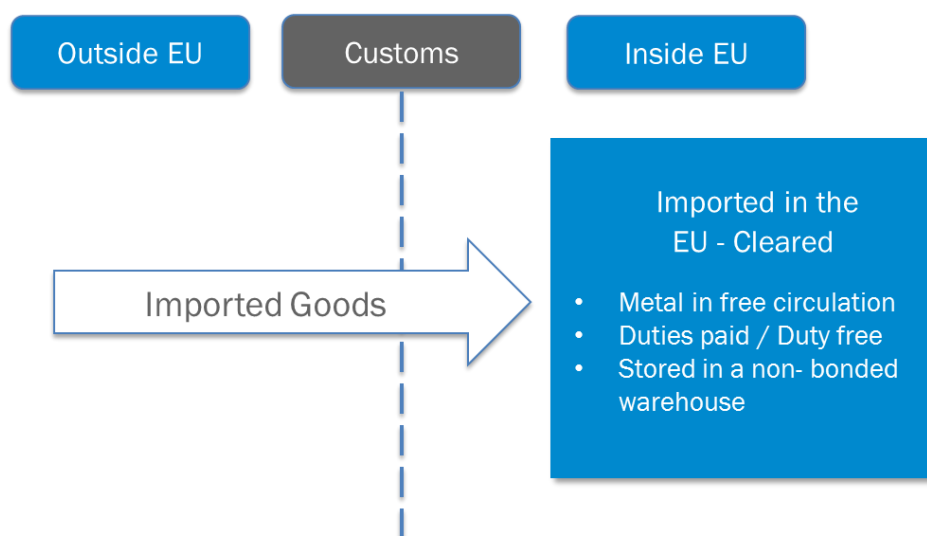 Outside EU
Customs
Inside EU
Imported in the
EU - Cleared
Imported Goods
• Metal in free circulation
• Duties paid / Duty free
• Stored in a non- bonded
warehouse